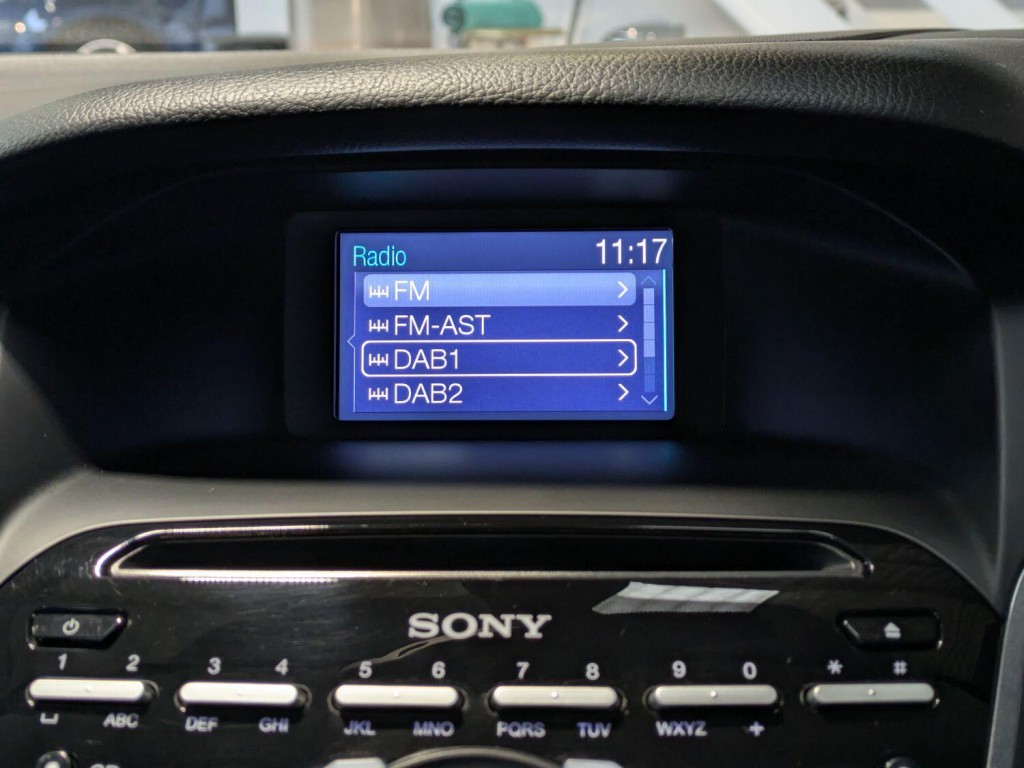 Radio 11:17
FM
FM-AST
DAB1
DAB2
SONY
1 2 3 4 5 6 7 8 9 0 * #
ABC DEF GHI JKL MNO PQRS TUV WXYZ +